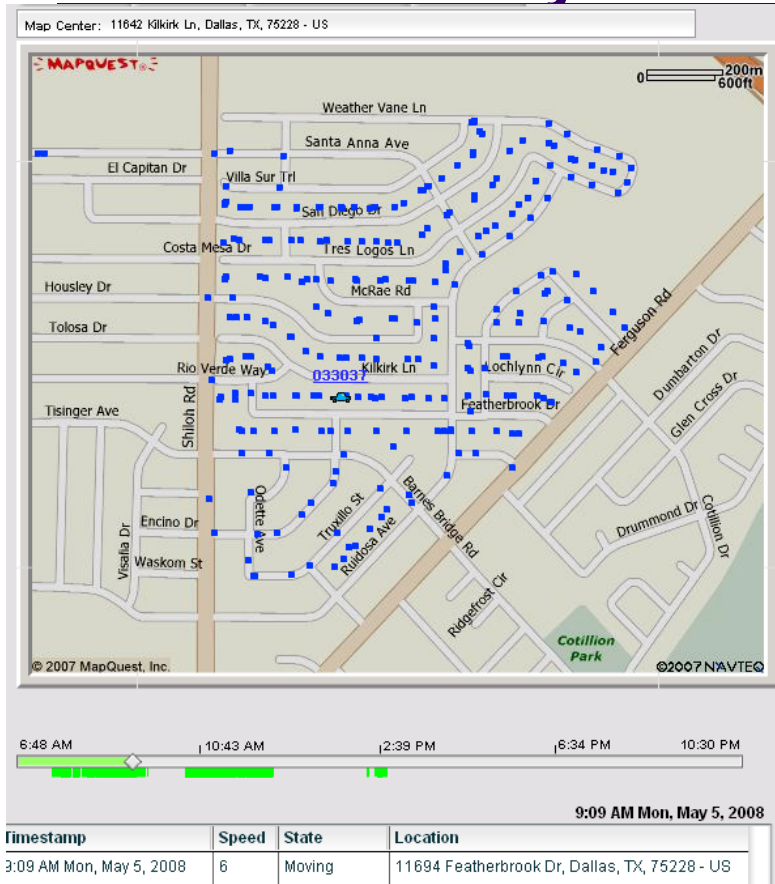 Map Center: 11642 Kilkirk Ln, Dallas, TX, 75228 - US
MAPQUEST
0 200m
600ft
Weather Vane Ln
Santa Anna Ave
El Capitan Dr
Villa Sur Trl
San Diego Dr
Costa Mesa Dr
Tres Logos Ln
Housley Dr
McRae Rd
Tolosa Dr
Ferguson Rd
Rio Verde Way
Kilkirk Ln
Lochlynn Cir
033037
Dumbarton Dr
Glen Cross Dr
Tisinger Ave
Shiloh Rd
Featherbrook Dr
Odette Ave
Truxillo St
Barnes Bridge Rd
Encino Dr
Visalia Dr
Ruidosa Ave
Drummond Dr
Cotillion Dr
Waskom St
Ridgefrost Cir
Cotillion
Park
© 2007 MapQuest, Inc.
©2007 NAVTEQ
6:48 AM 10:43 AM 2:39 PM 6:34 PM 10:30 PM
9:09 AM Mon, May 5, 2008
Timestamp Speed State Location
9:09 AM Mon, May 5, 2008 6 Moving 11694 Featherbrook Dr, Dallas, TX, 75228 - US